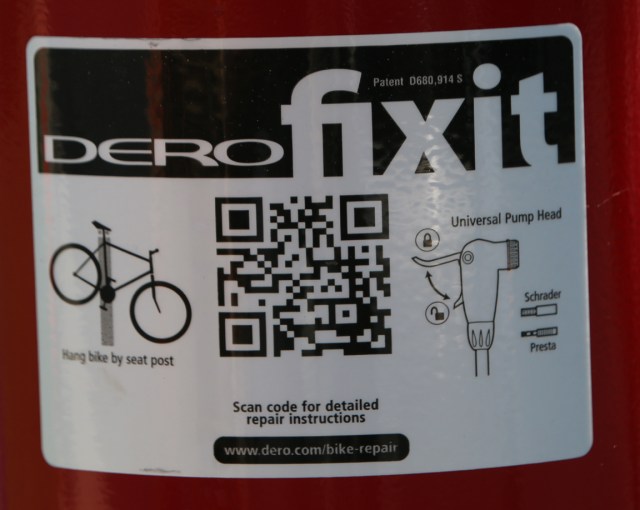 Patent D680,914 S
DERO fixit
Universal Pump Head
Schrader
Presta
Hang bike by seat post
Scan code for detailed
repair instructions
www.dero.com/bike-repair